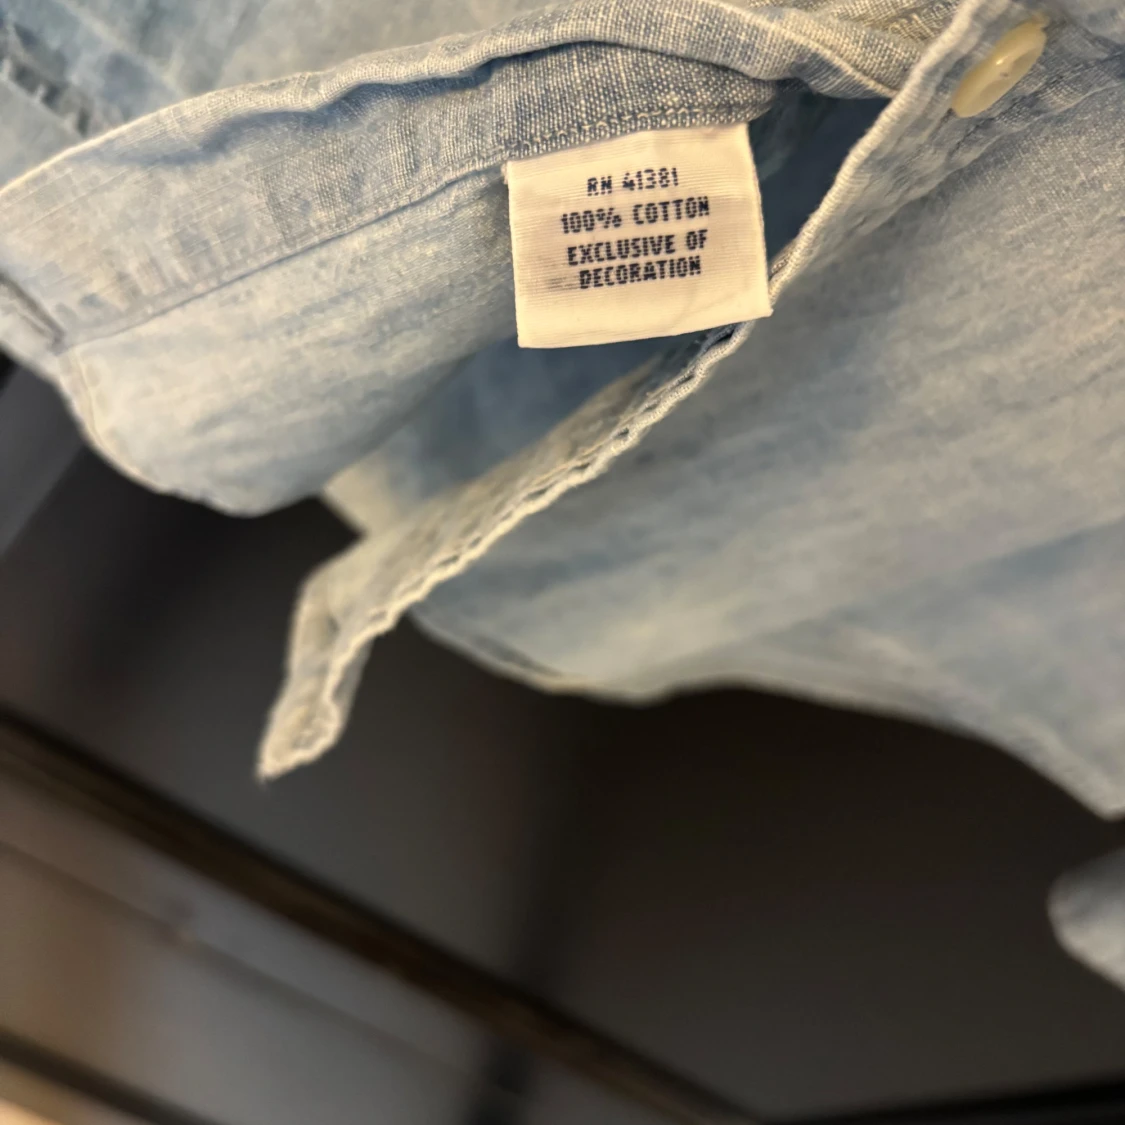 RN 41381
100% COTTON
EXCLUSIVE OF
DECORATION